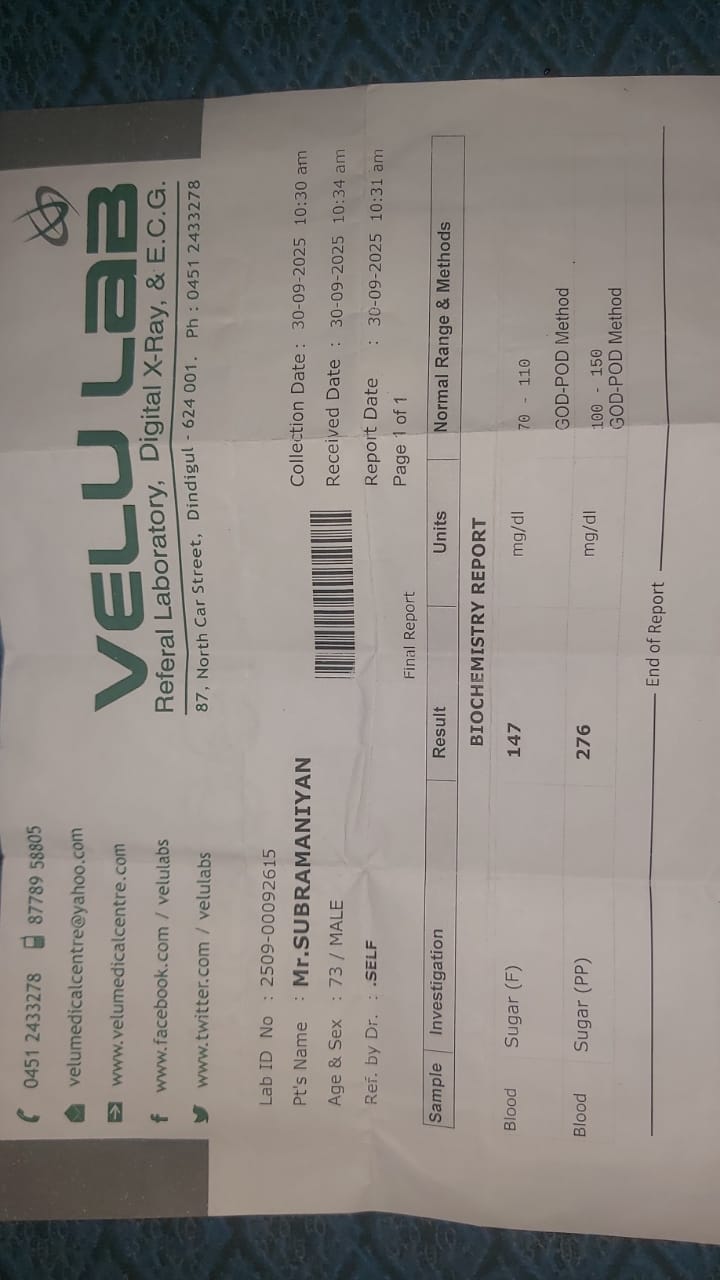 0451 2433278 87789 58805
velumedicalcentre@yahoo.com
www.velumedicalcentre.com
www.facebook.com / velulabs
www.twitter.com / velulabs
VELU LAB
Referal Laboratory, Digital X-Ray, & E.C.G.
87, North Car Street, Dindigul - 624 001. Ph : 0451 2433278
Lab ID No : 2509-00092615
Pt's Name : Mr.SUBRAMANIYAN
Age & Sex : 73 / MALE
Ref. by Dr. : .SELF
Collection Date : 30-09-2025 10:30 am
Received Date : 30-09-2025 10:34 am
Report Date : 30-09-2025 10:31 am
Page 1 of 1
Final Report
Sample Investigation Result Units Normal Range & Methods
BIOCHEMISTRY REPORT
Blood Sugar (F) 147 mg/dl 70 - 110
GOD-POD Method
Blood Sugar (PP) 276 mg/dl 100 - 150
GOD-POD Method
End of Report